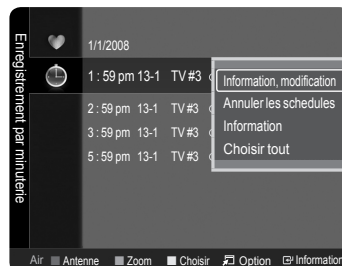 Enregistrement par minuterie
1/1/2008
1 : 59 pm 13-1 TV #3
2 : 59 pm 13-1 TV #3
3 : 59 pm 13-1 TV #3
5 : 59 pm 13-1 TV #3
Information, modification
Annuler les schedules
Information
Choisir tout
Air Antenne Zoom Choisir Option Information